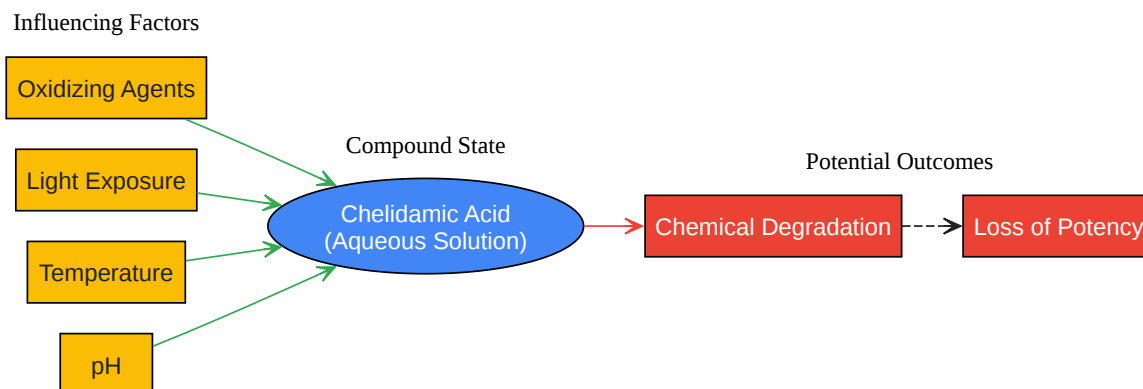 Influencing Factors
Oxidizing Agents
Light Exposure
Temperature
pH
Compound State
Chelidamic Acid
(Aqueous Solution)
Potential Outcomes
Chemical Degradation
Loss of Potency